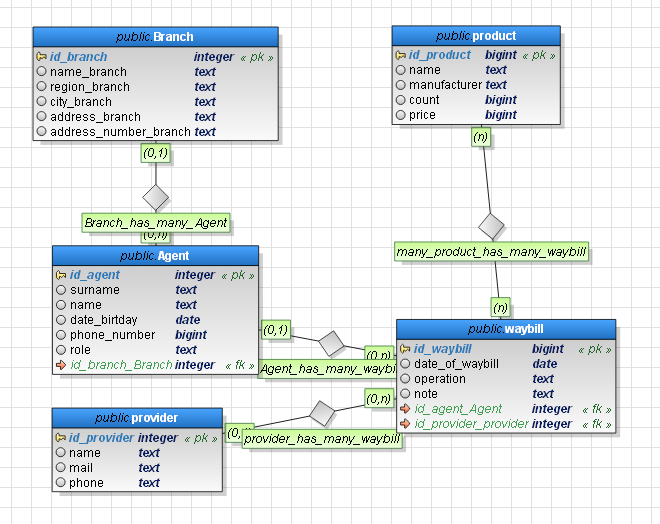 public.Branch
id_branch integer « pk »
name_branch text
region_branch text
city_branch text
address_branch text
address_number_branch text
(0,1)
Branch_has_many_Agent
(0,n)
public.Agent
id_agent integer « pk »
surname text
name text
date_birtday date
phone_number bigint
role text
id_branch_Branch integer « fk »
(0,1)
(0,n)
Agent_has_many_waybi
public.provider
id_provider integer « pk »
name text
mail text
phone text
(0,
(0,n)
provider_has_many_waybill
public.product
id_product bigint « pk »
name text
manufacturer text
count bigint
price bigint
(n)
many_product_has_many_waybill
(n)
public.waybill
id_waybill bigint « pk »
date_of_waybill date
operation text
note text
id_agent_Agent integer « fk »
id_provider_provider integer « fk »